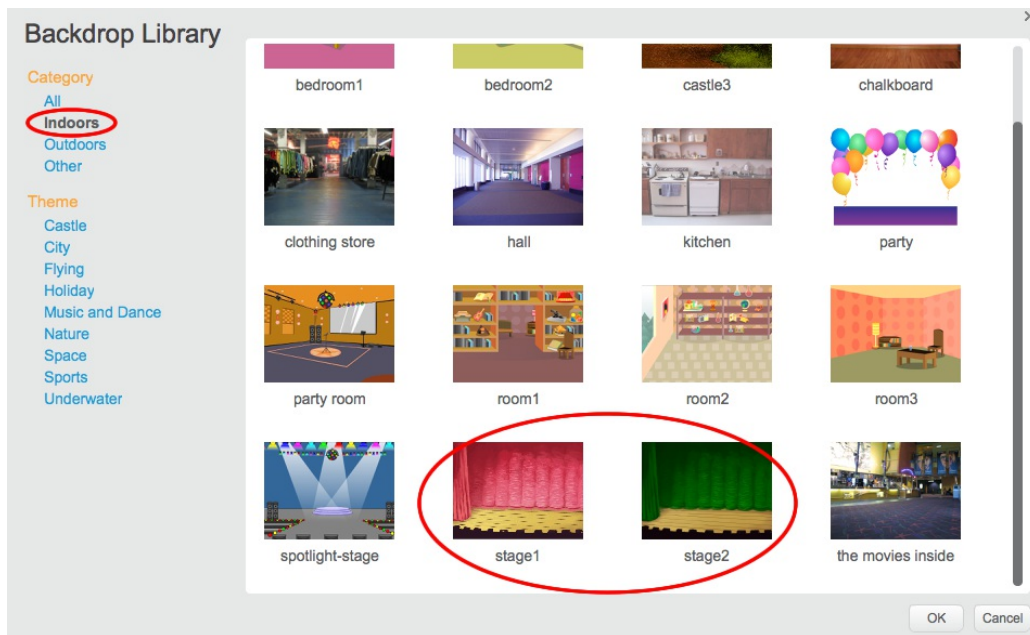 Backdrop Library
Category
All
Indoors
Outdoors
Other
Theme
Castle
City
Flying
Holiday
Music and Dance
Nature
Space
Sports
Underwater
bedroom1 bedroom2 castle3 chalkboard
clothing store hall kitchen party
party room room1 room2 room3
spotlight-stage stage1 stage2 the movies inside
OK Cancel